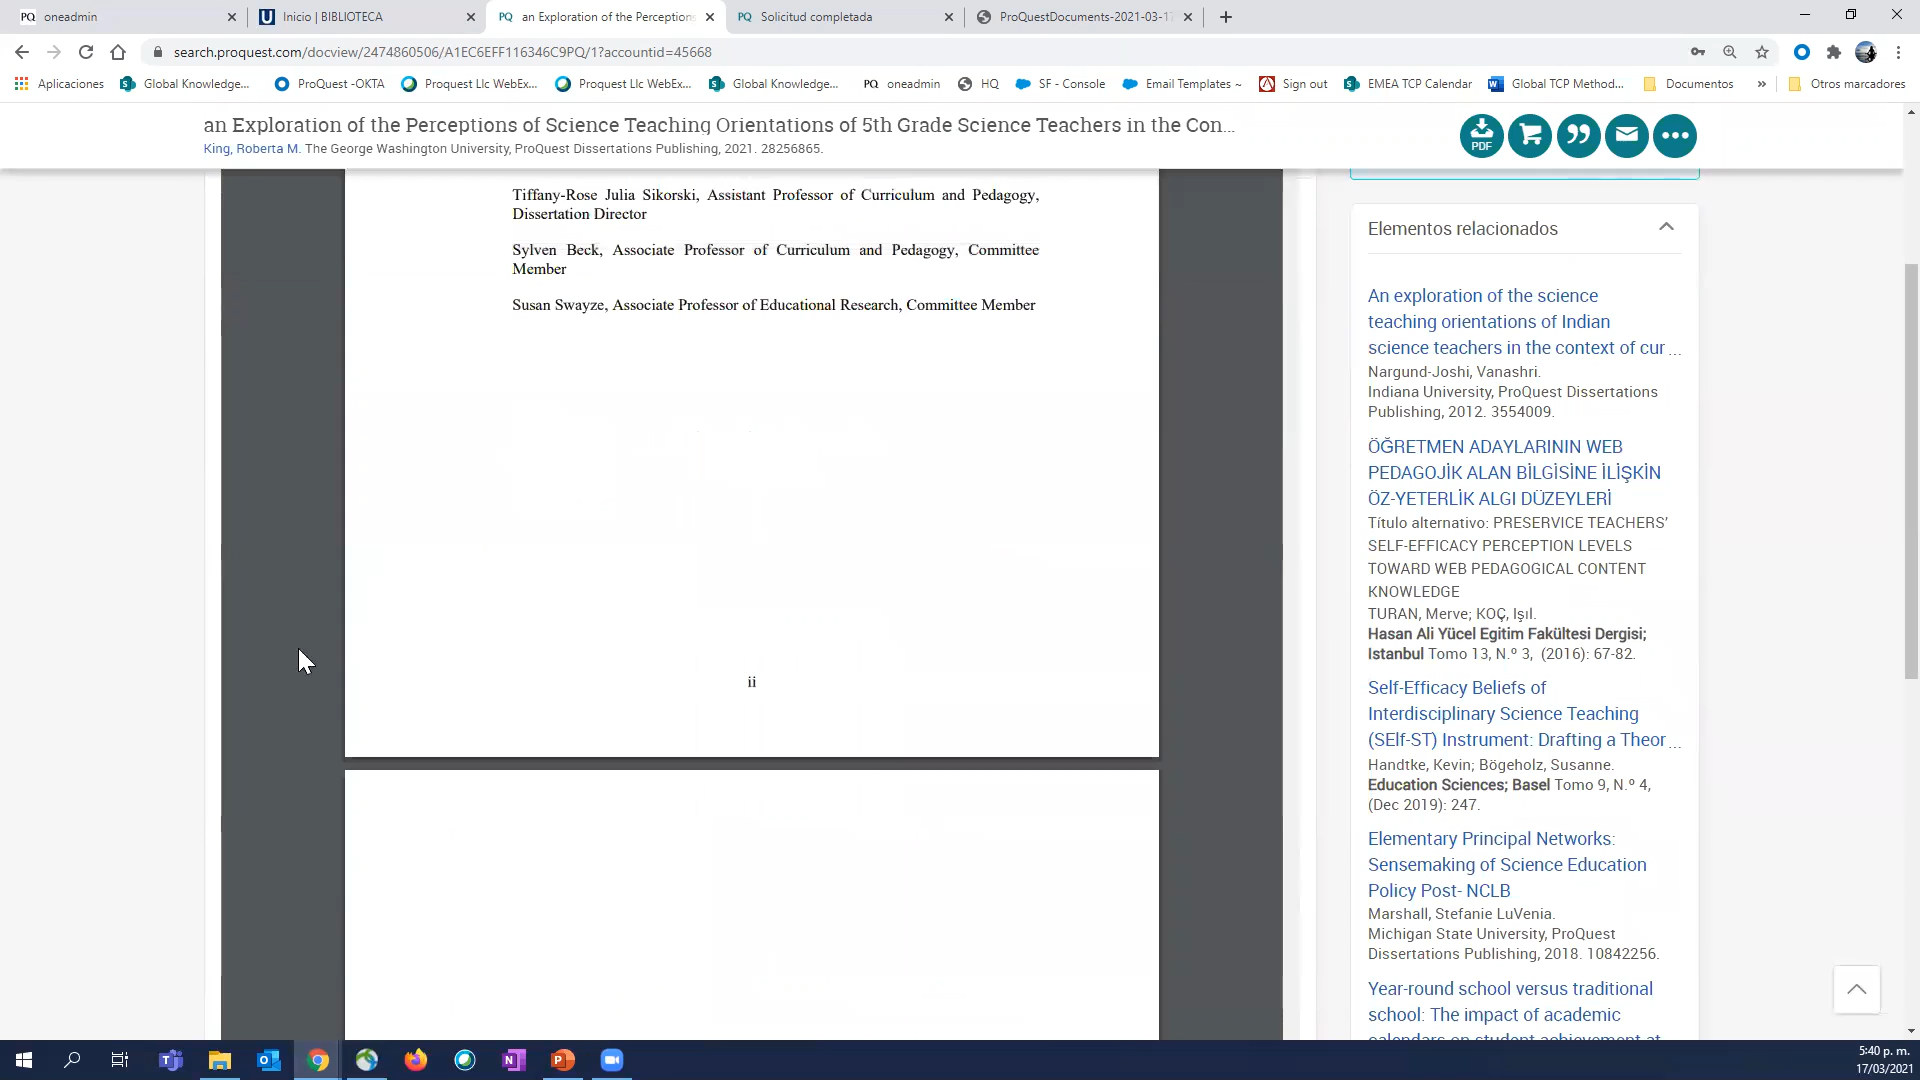 PQ oneadmin
Inicio | BIBLIOTECA
PQ an Exploration of the Perceptions
PQ Solicitud completada
ProQuestDocuments-2021-03-17
search.proquest.com/docview/2474860506/A1EC6EFF116346C9PQ/1?accountid=45668
Aplicaciones
Global Knowledge...
ProQuest -OKTA
Proquest Llc WebEx...
Proquest Llc WebEx...
Global Knowledge...
PQ oneadmin
HQ
SF - Console
Email Templates ~
Sign out
EMEA TCP Calendar
Global TCP Method...
Documentos
»
Otros marcadores
an Exploration of the Perceptions of Science Teaching Orientations of 5th Grade Science Teachers in the Con...
King, Roberta M. The George Washington University, ProQuest Dissertations Publishing, 2021. 28256865.
PDF
Tiffany-Rose Julia Sikorski, Assistant Professor of Curriculum and Pedagogy,
Dissertation Director
Sylven Beck, Associate Professor of Curriculum and Pedagogy, Committee
Member
Susan Swayze, Associate Professor of Educational Research, Committee Member
ii
Elementos relacionados
An exploration of the science
teaching orientations of Indian
science teachers in the context of cur ...
Nargund-Joshi, Vanashri.
Indiana University, ProQuest Dissertations
Publishing, 2012. 3554009.
ÖĞRETMEN ADAYLARININ WEB
PEDAGOJİK ALAN BİLGİSİNE İLİŞKİN
ÖZ-YETERLİK ALGI DÜZEYLERİ
Título alternativo: PRESERVICE TEACHERS'
SELF-EFFICACY PERCEPTION LEVELS
TOWARD WEB PEDAGOGICAL CONTENT
KNOWLEDGE
TURAN, Merve; KOÇ, Işıl.
Hasan Ali Yücel Egitim Fakültesi Dergisi;
Istanbul Tomo 13, N.º 3, (2016): 67-82.
Self-Efficacy Beliefs of
Interdisciplinary Science Teaching
(SElf-ST) Instrument: Drafting a Theor ...
Handtke, Kevin; Bögeholz, Susanne.
Education Sciences; Basel Tomo 9, N.º 4,
(Dec 2019): 247.
Elementary Principal Networks:
Sensemaking of Science Education
Policy Post- NCLB
Marshall, Stefanie LuVenia.
Michigan State University, ProQuest
Dissertations Publishing, 2018. 10842256.
Year-round school versus traditional
school: The impact of academic
calendars on student achievement at
5:40 p. m.
17/03/2021